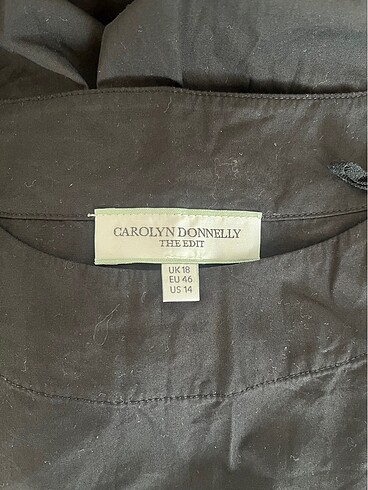 CAROLYN DONNELLY
THE EDIT
UK 18
EU 46
US 14